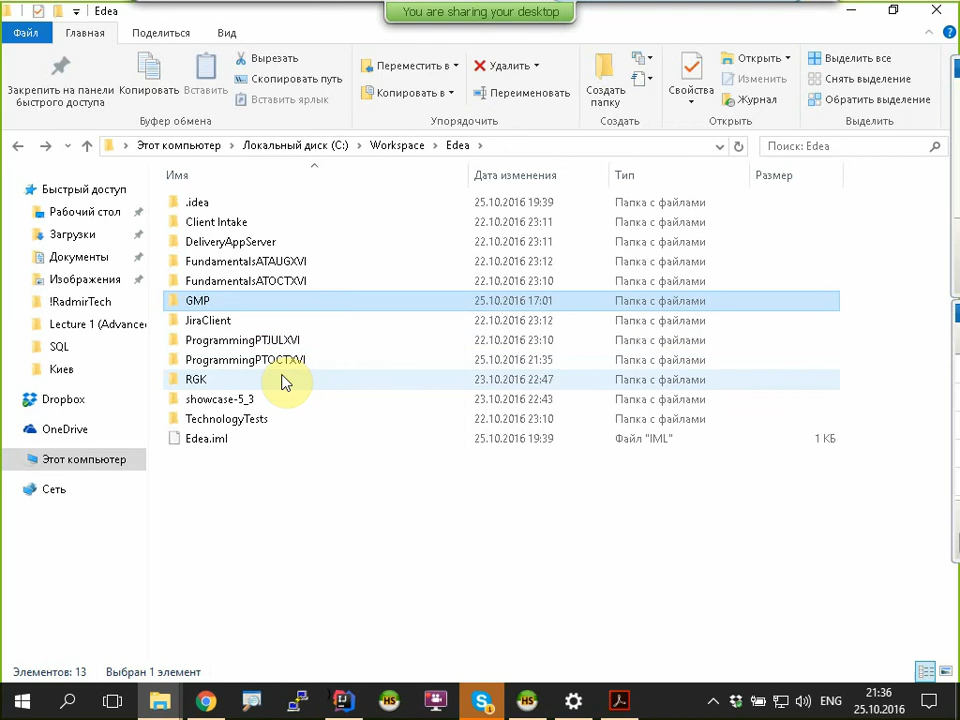 You are sharing your desktop
Edea
Файл
Главная
Поделиться
Вид
Закрепить на панели быстрого доступа
Копировать
Вставить
Вырезать
Скопировать путь
Вставить ярлык
Буфер обмена
Переместить в
Копировать в
Удалить
Переименовать
Упорядочить
Создать папку
Создать
Свойства
Открыть
Изменить
Журнал
Открыть
Выделить все
Снять выделение
Обратить выделение
Выделить
Этот компьютер
Локальный диск (C:)
Workspace
Edea
Поиск: Edea
Имя Дата изменения Тип Размер
Быстрый доступ
Рабочий стол
Загрузки
Документы
Изображения
!RadmirTech
Lecture 1 (Advance
SQL
Киев
Dropbox
OneDrive
Этот компьютер
Сеть
.idea 25.10.2016 19:39 Папка с файлами
Client Intake 22.10.2016 23:11 Папка с файлами
DeliveryAppServer 22.10.2016 23:11 Папка с файлами
FundamentalsATAUGXVI 22.10.2016 23:12 Папка с файлами
FundamentalsATOCTXVI 22.10.2016 23:10 Папка с файлами
GMP 25.10.2016 17:01 Папка с файлами
JiraClient 22.10.2016 23:12 Папка с файлами
ProgrammingPTJULXVI 22.10.2016 23:10 Папка с файлами
ProgrammingPTOCTXVI 25.10.2016 21:35 Папка с файлами
RGK 23.10.2016 22:47 Папка с файлами
showcase-5_3 23.10.2016 22:43 Папка с файлами
TechnologyTests 22.10.2016 23:10 Папка с файлами
Edea.iml 25.10.2016 19:39 Файл "IML" 1 КБ
Элементов: 13 Выбран 1 элемент
HS
HS
ENG
21:36
25.10.2016